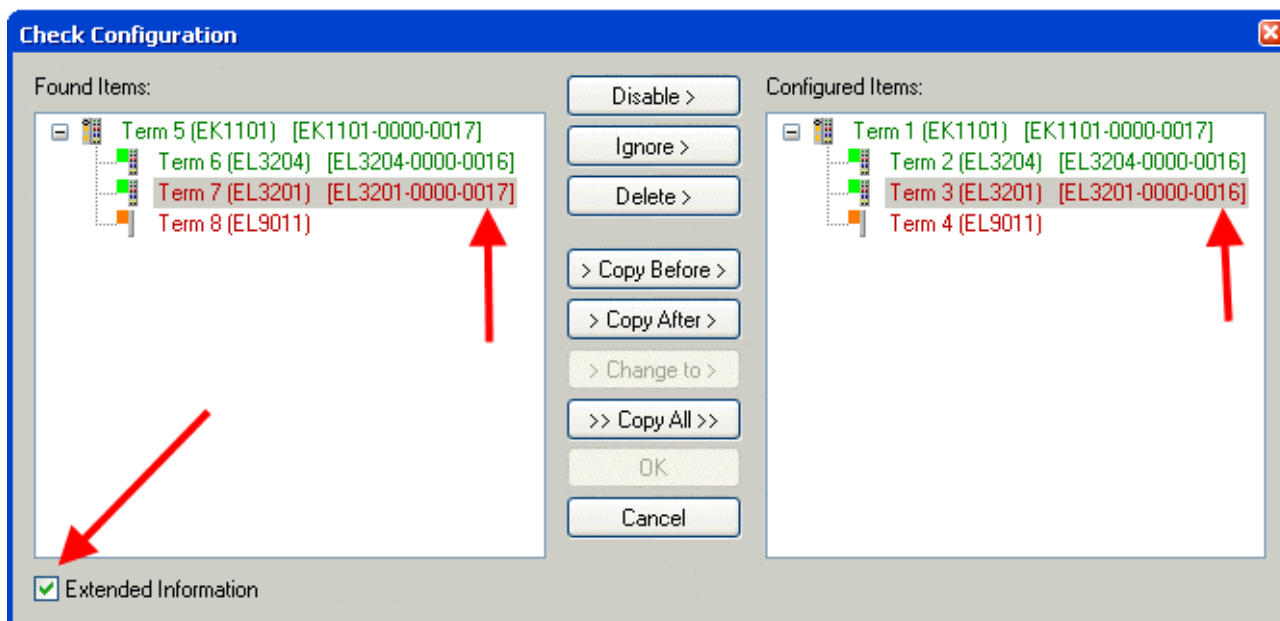 Check Configuration
Found Items:
Term 5 (EK1101) [EK1101-0000-0017]
Term 6 (EL3204) [EL3204-0000-0016]
Term 7 (EL3201) [EL3201-0000-0017]
Term 8 (EL9011)
Disable >
Ignore >
Delete >
> Copy Before >
> Copy After >
> Change to >
>> Copy All >>
OK
Cancel
Configured Items:
Term 1 (EK1101) [EK1101-0000-0017]
Term 2 (EL3204) [EL3204-0000-0016]
Term 3 (EL3201) [EL3201-0000-0016]
Term 4 (EL9011)
Extended Information